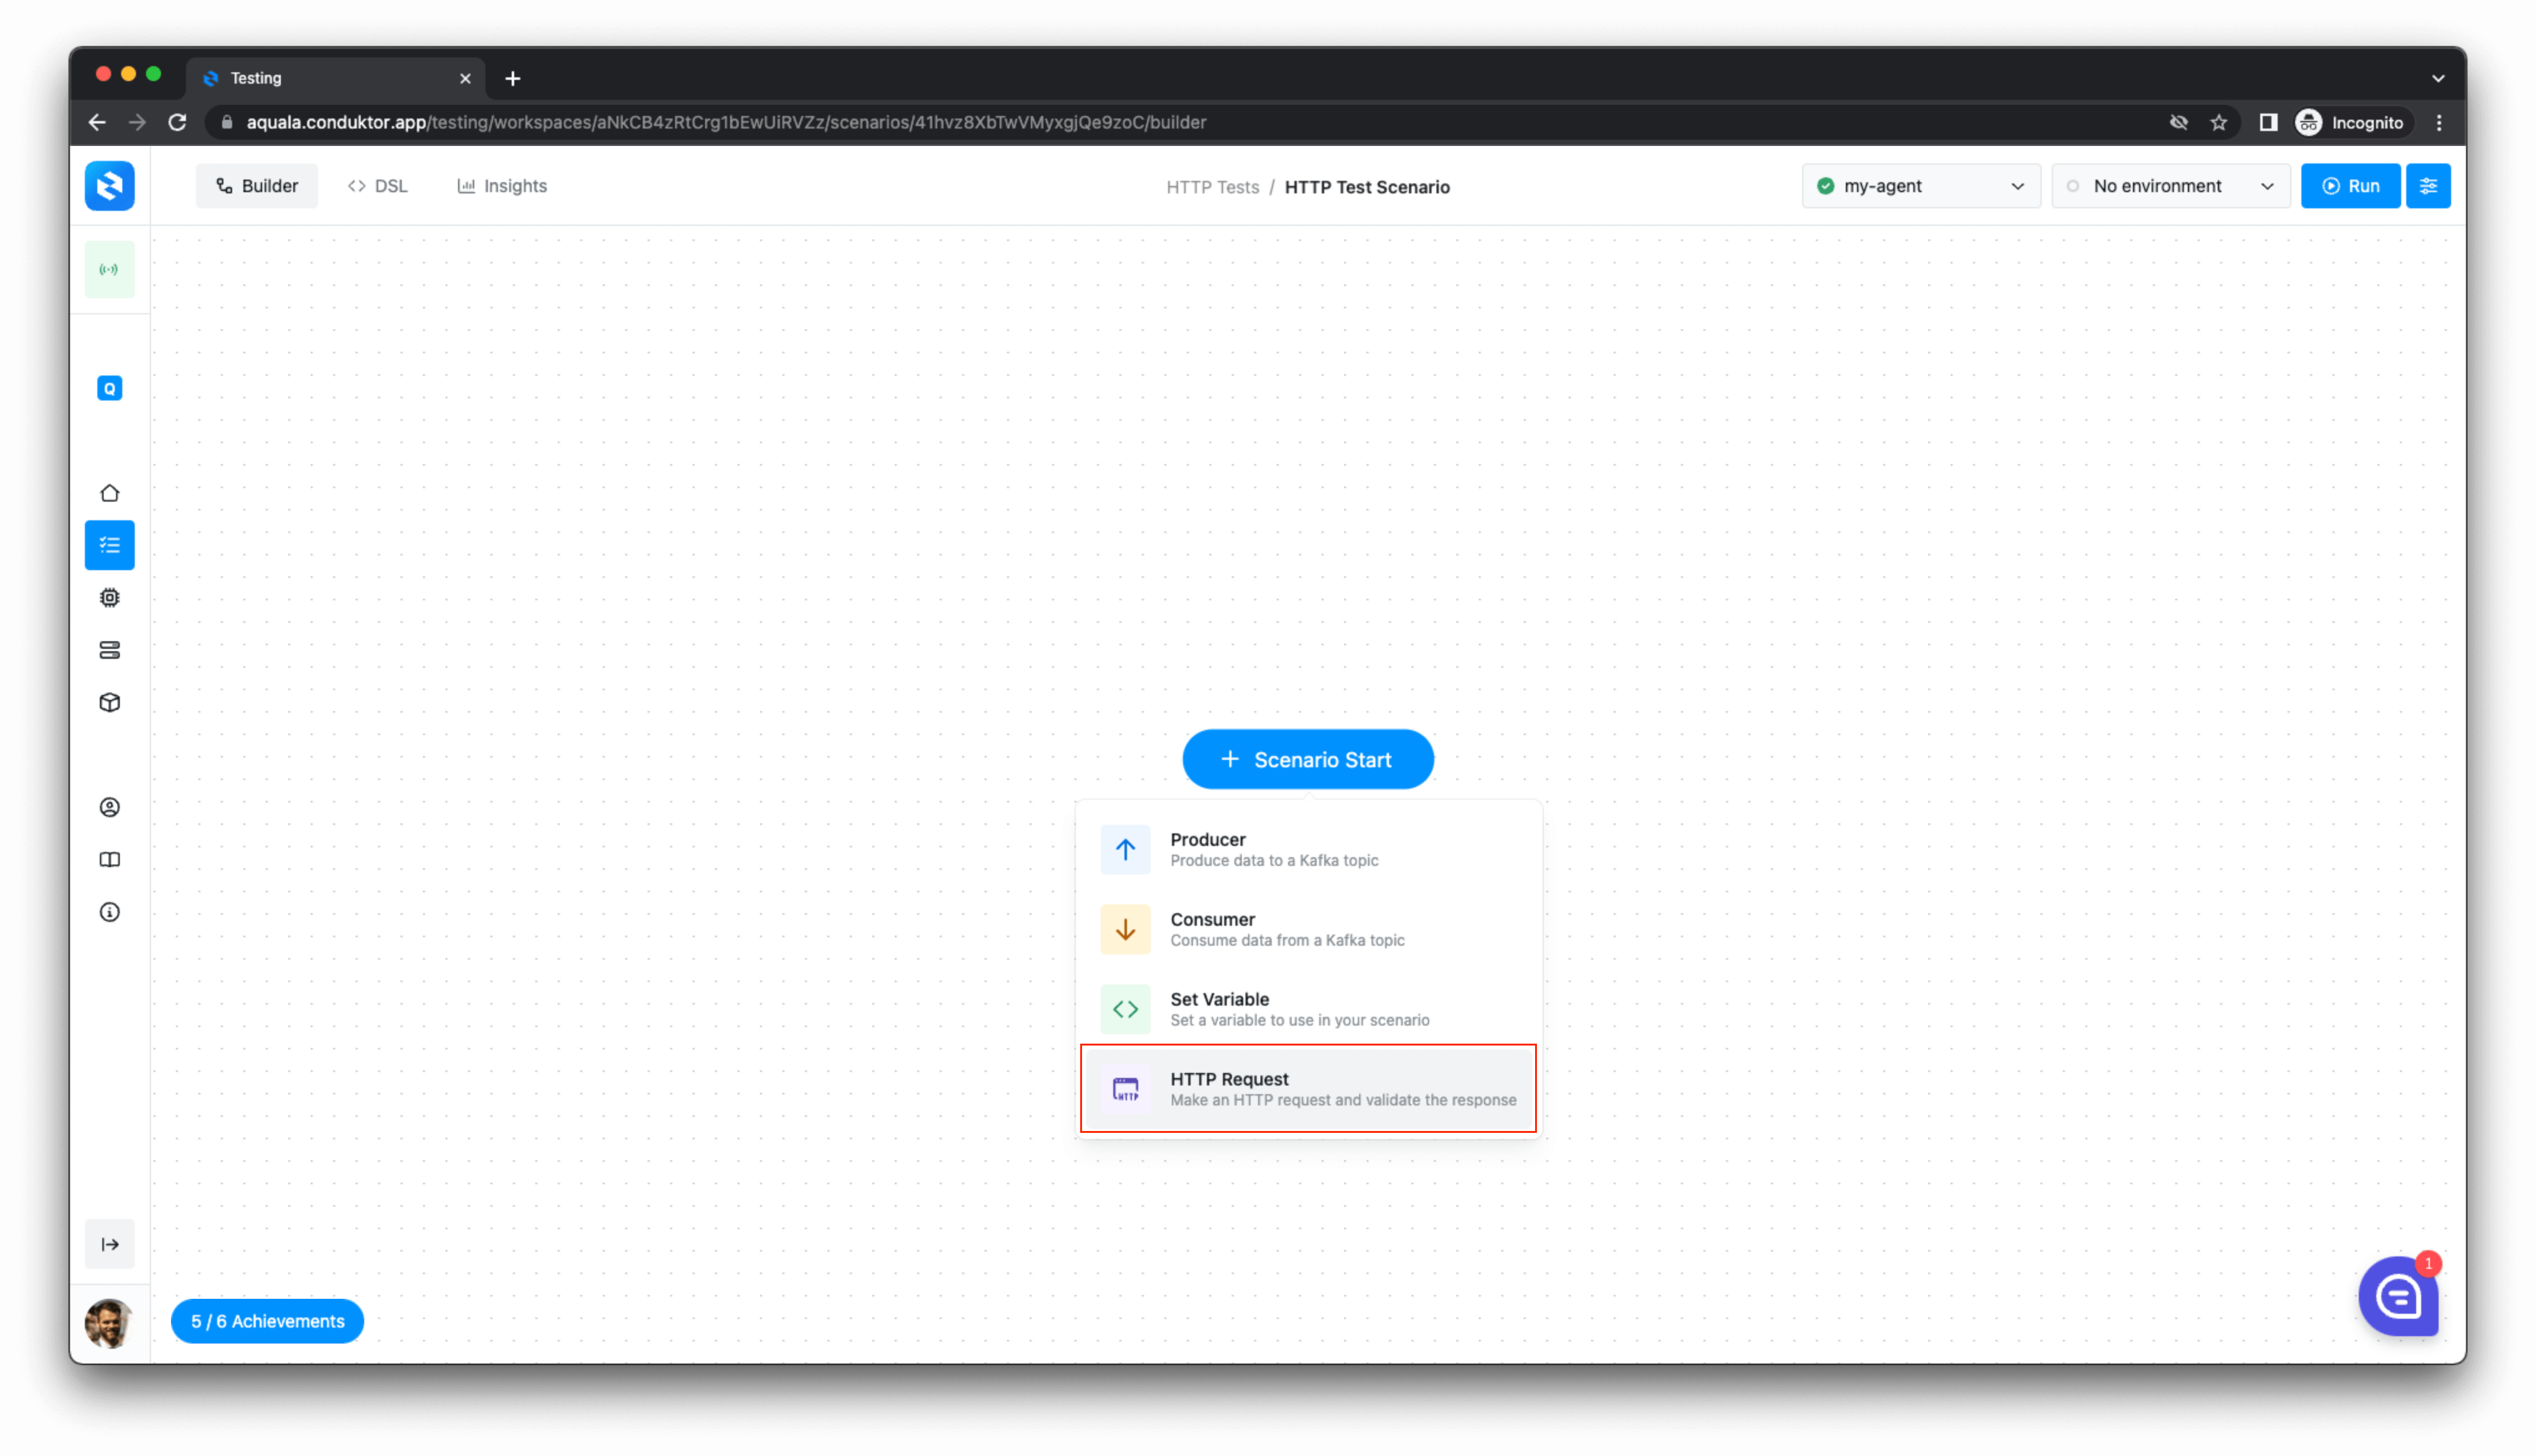 Testing
aquala.conduktor.app/testing/workspaces/aNkCB4zRtCrg1bEwUiRVZz/scenarios/41hvz8XbTwVMyxgjQe9zoC/builder
Incognito
Builder
DSL
Insights
HTTP Tests / HTTP Test Scenario
my-agent
No environment
Run
Q
+ Scenario Start
Producer
Produce data to a Kafka topic
Consumer
Consume data from a Kafka topic
Set Variable
Set a variable to use in your scenario
HTTP
HTTP Request
Make an HTTP request and validate the response
5 / 6 Achievements
1